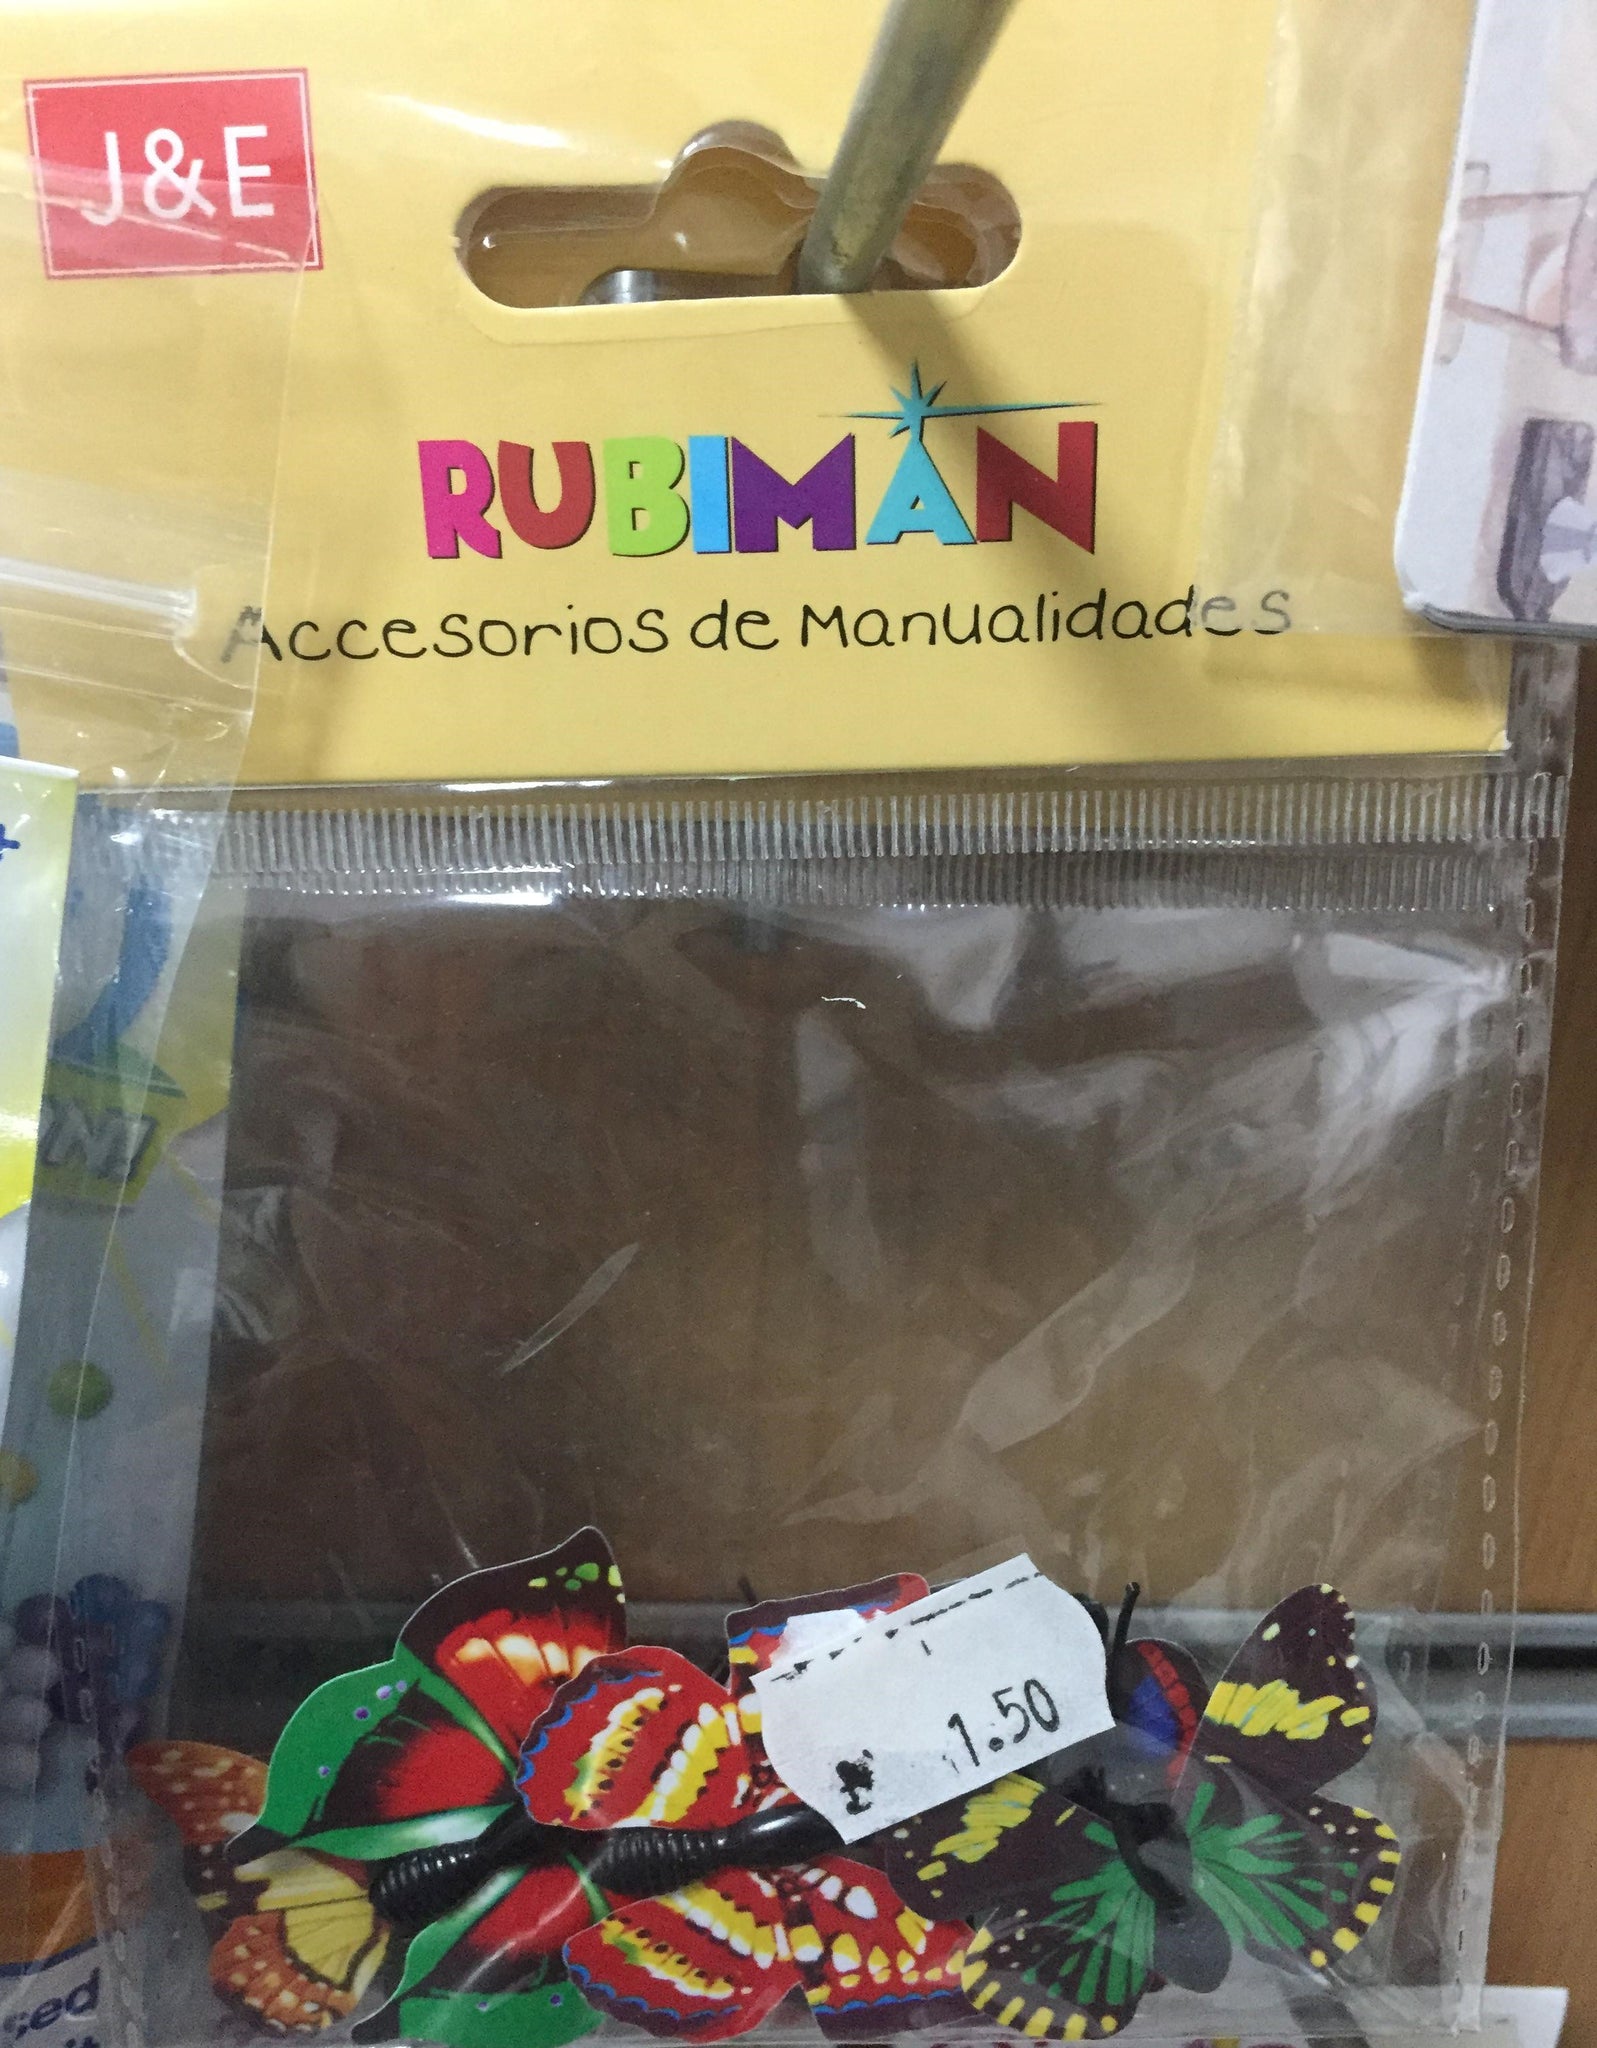 J&E
RUBIMAN
Accesorios de Manualidades
1.50